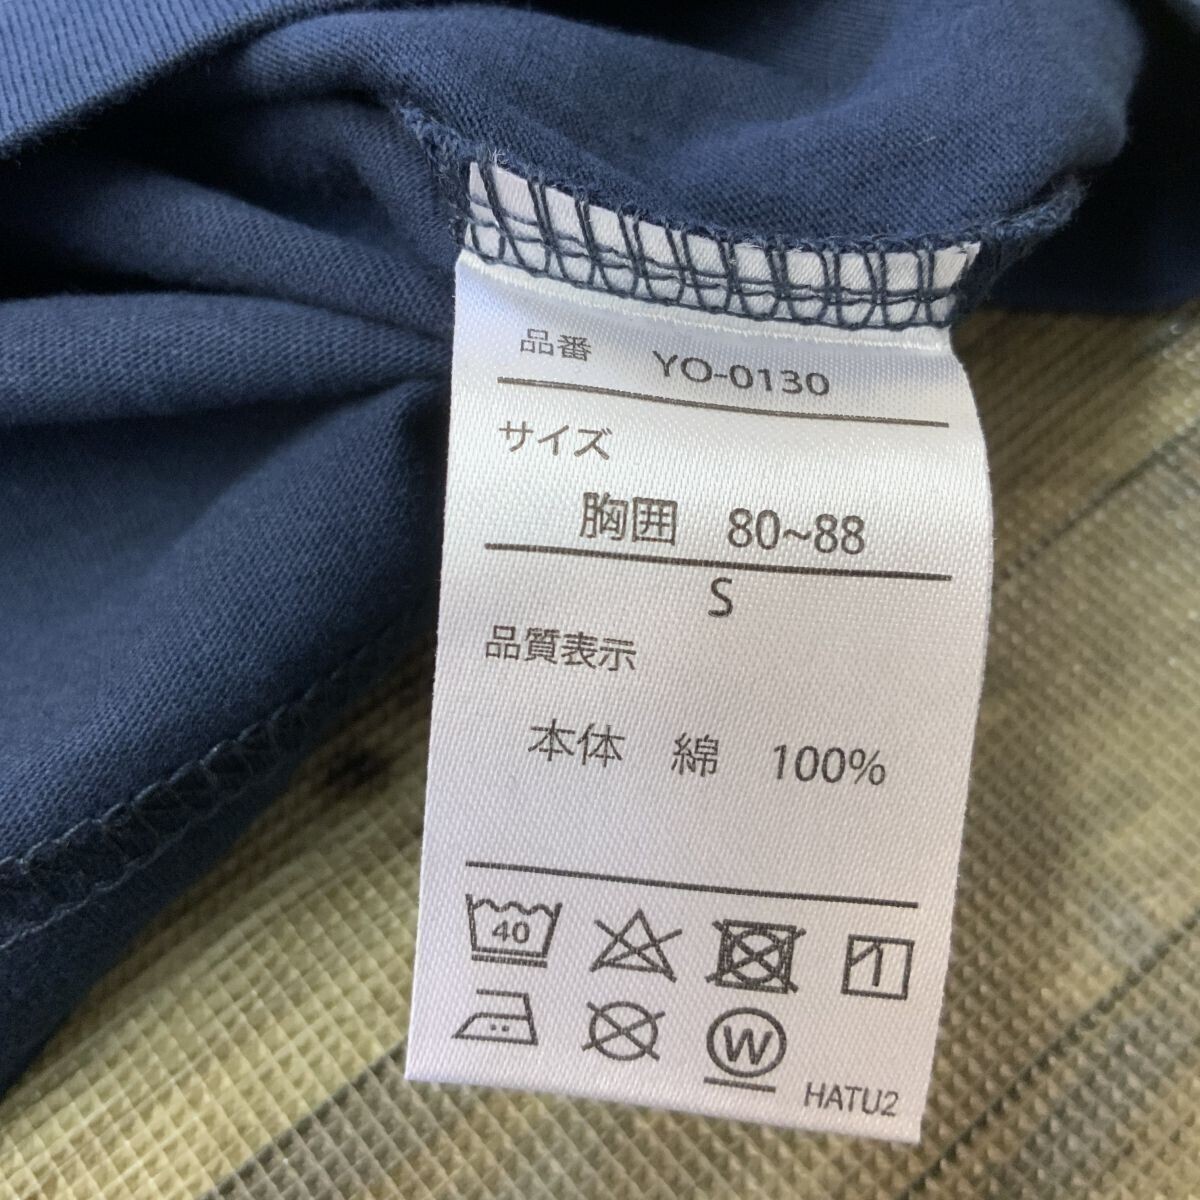 品番 YO-0130
サイズ
胸囲 80~88
S
品質表示
本体 綿 100%
40
W
HATU2